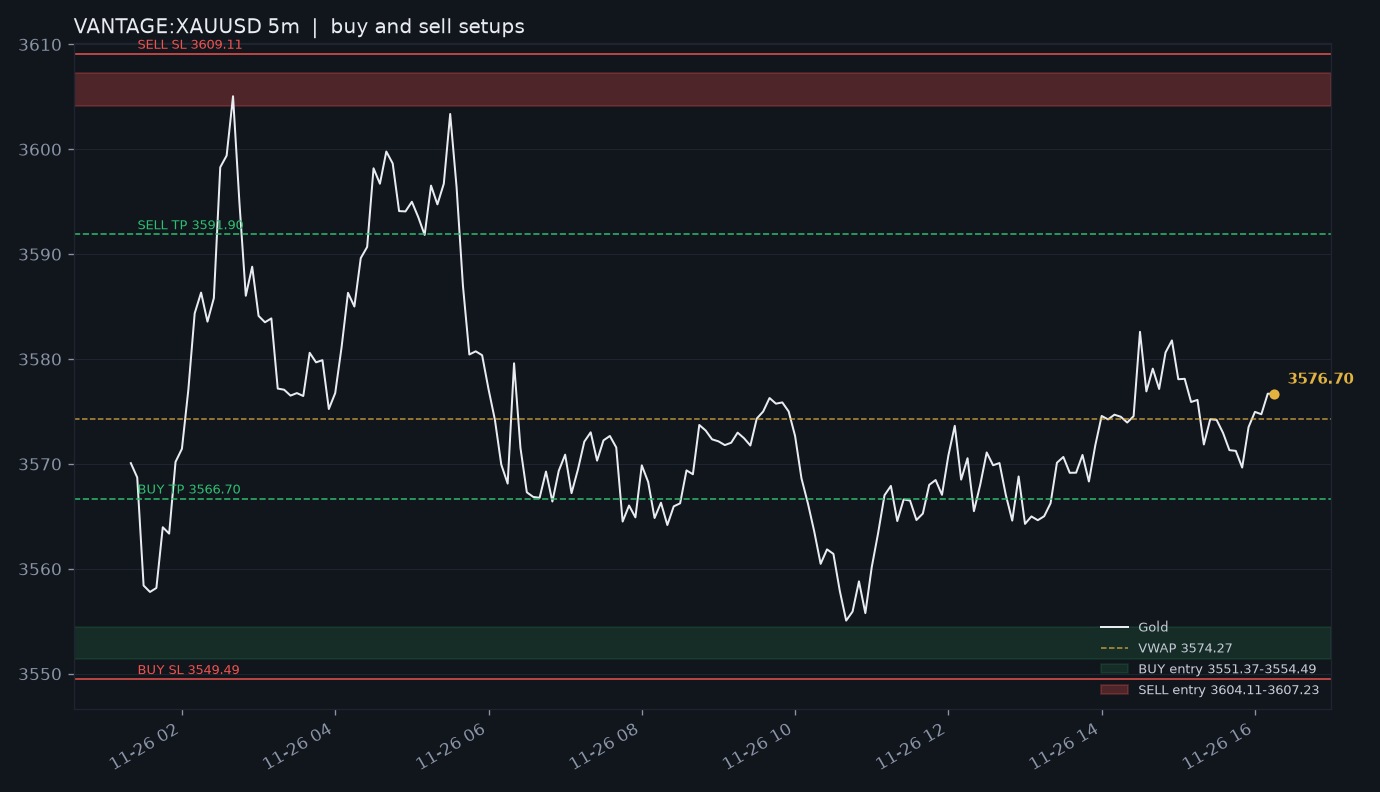 VANTAGE:XAUUSD 5m | buy and sell setups
3610
SELL SL 3609.11
3600
SELL TP 3591.90
3590
3580
3576.70
3570
BUY TP 3566.70
3560
3550
BUY SL 3549.49
Gold
VWAP 3574.27
BUY entry 3551.37-3554.49
SELL entry 3604.11-3607.23
11-26 02
11-26 04
11-26 06
11-26 08
11-26 10
11-26 12
11-26 14
11-26 16